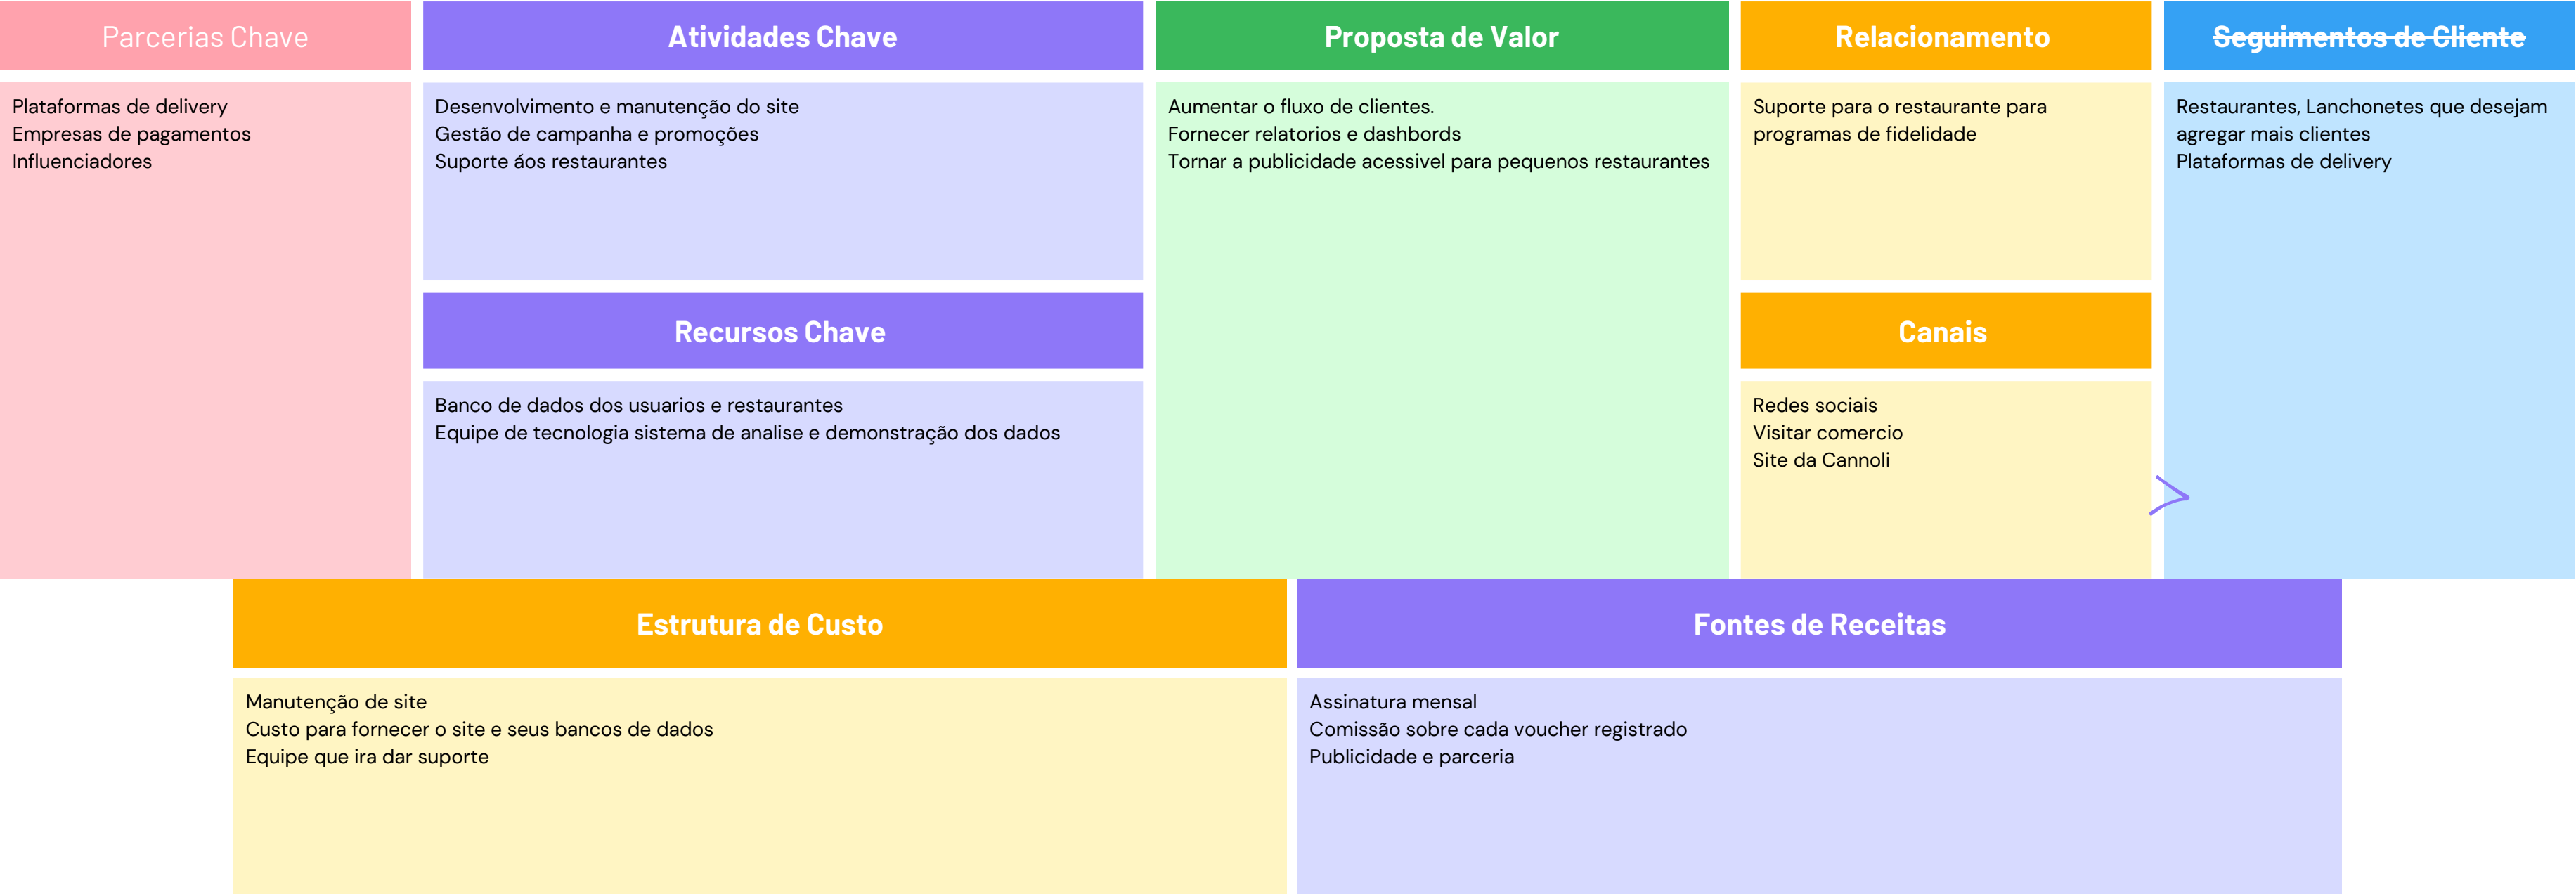 Parcerias Chave
Plataformas de delivery
Empresas de pagamentos
Influenciadores
Atividades Chave
Desenvolvimento e manutenção do site
Gestão de campanha e promoções
Suporte áos restaurantes
Recursos Chave
Banco de dados dos usuarios e restaurantes
Equipe de tecnologia sistema de analise e demonstração dos dados
Proposta de Valor
Aumentar o fluxo de clientes.
Fornecer relatorios e dashbords
Tornar a publicidade acessivel para pequenos restaurantes
Relacionamento
Suporte para o restaurante para
programas de fidelidade
Canais
Redes sociais
Visitar comercio
Site da Cannoli
Seguimentos de Cliente
Restaurantes, Lanchonetes que desejam
agregar mais clientes
Plataformas de delivery
Estrutura de Custo
Manutenção de site
Custo para fornecer o site e seus bancos de dados
Equipe que ira dar suporte
Fontes de Receitas
Assinatura mensal
Comissão sobre cada voucher registrado
Publicidade e parceria